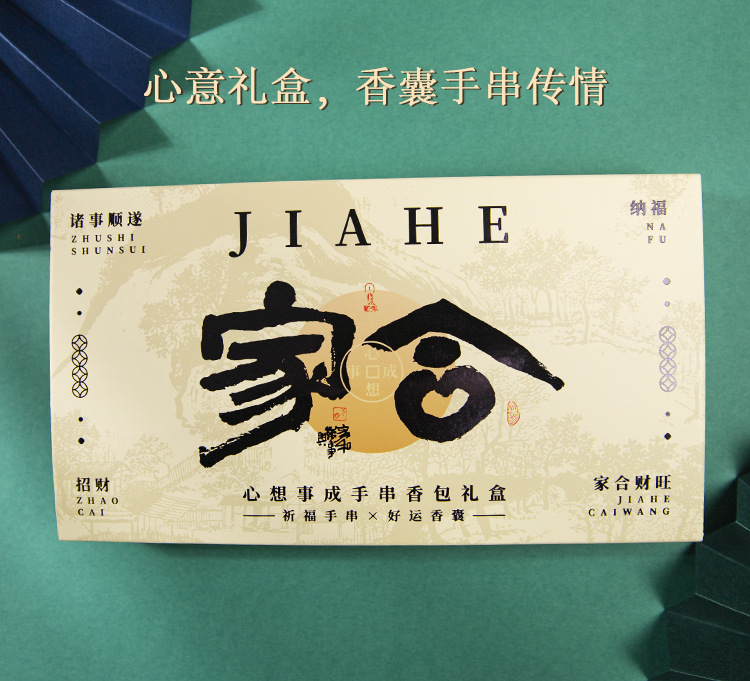 心意礼盒，香囊手串传情
JIAHE
诸事顺遂
ZHUSHI
SHUNSUI
纳福
NA
FU
家合
心
事 成
想
家和
招财
ZHAO
CAI
家合财旺
JIAHE
CAIWANG
心想事成手串香包礼盒
祈福手串×好运香囊